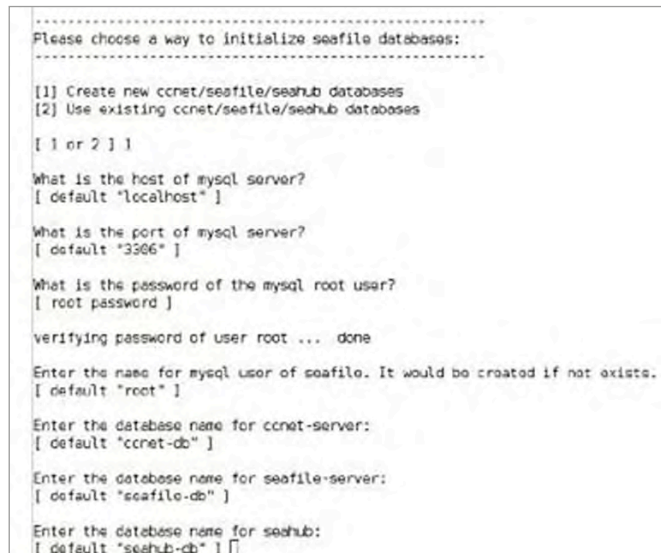 -------------------------------------------------------
Please choose a way to initialize seafile databases:
-------------------------------------------------------
[1] Create new ccnet/seafile/seahub databases
[2] Use existing ccnet/seafile/seahub databases
[ 1 or 2 ] 1
What is the host of mysql server?
[ default "localhost" ]
What is the port of mysql server?
[ default "3306" ]
What is the password of the mysql root user?
[ root password ]
verifying password of user root ...  done
Enter the name for mysql user of seafile. It would be created if not exists.
[ default "root" ]
Enter the database name for ccnet-server:
[ default "ccnet-db" ]
Enter the database name for seafile-server:
[ default "seafile-db" ]
Enter the database name for seahub:
[ default "seahub-db" ]